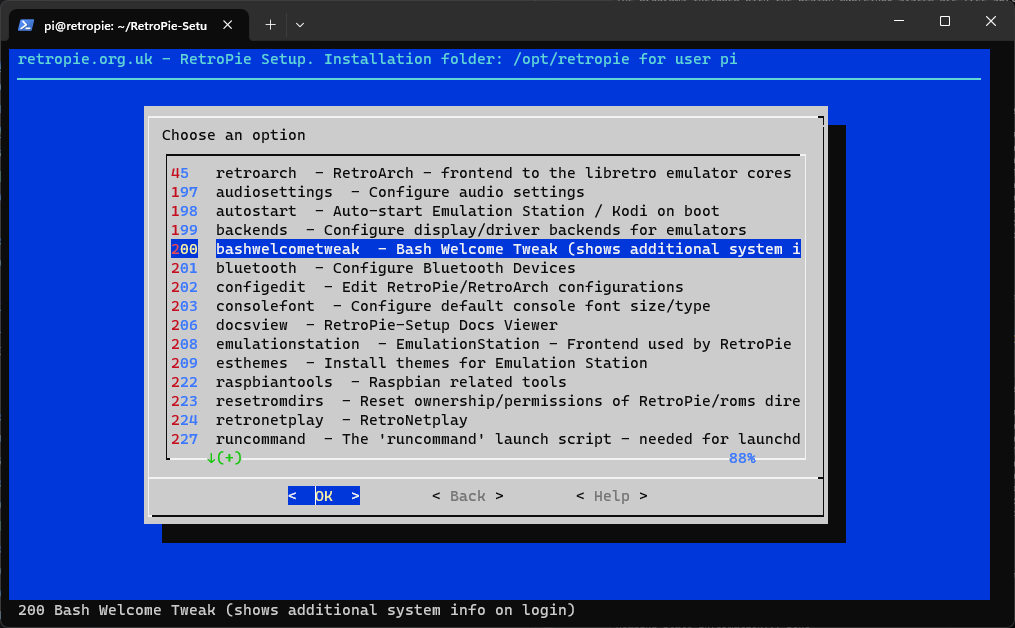 pi@retropie: ~/RetroPie-Setu
retropie.org.uk - RetroPie Setup. Installation folder: /opt/retropie for user pi
Choose an option
45 retroarch - RetroArch - frontend to the libretro emulator cores
197 audiosettings - Configure audio settings
198 autostart - Auto-start Emulation Station / Kodi on boot
199 backends - Configure display/driver backends for emulators
200 bashwelcometweak - Bash Welcome Tweak (shows additional system i
201 bluetooth - Configure Bluetooth Devices
202 configedit - Edit RetroPie/RetroArch configurations
203 consolefont - Configure default console font size/type
206 docsview - RetroPie-Setup Docs Viewer
208 emulationstation - EmulationStation - Frontend used by RetroPie
209 esthemes - Install themes for Emulation Station
222 raspbiantools - Raspbian related tools
223 resetromdirs - Reset ownership/permissions of RetroPie/roms dire
224 retronetplay - RetroNetplay
227 runcommand - The 'runcommand' launch script - needed for launchd
↓(+) 88%
< OK > < Back > < Help >
200 Bash Welcome Tweak (shows additional system info on login)